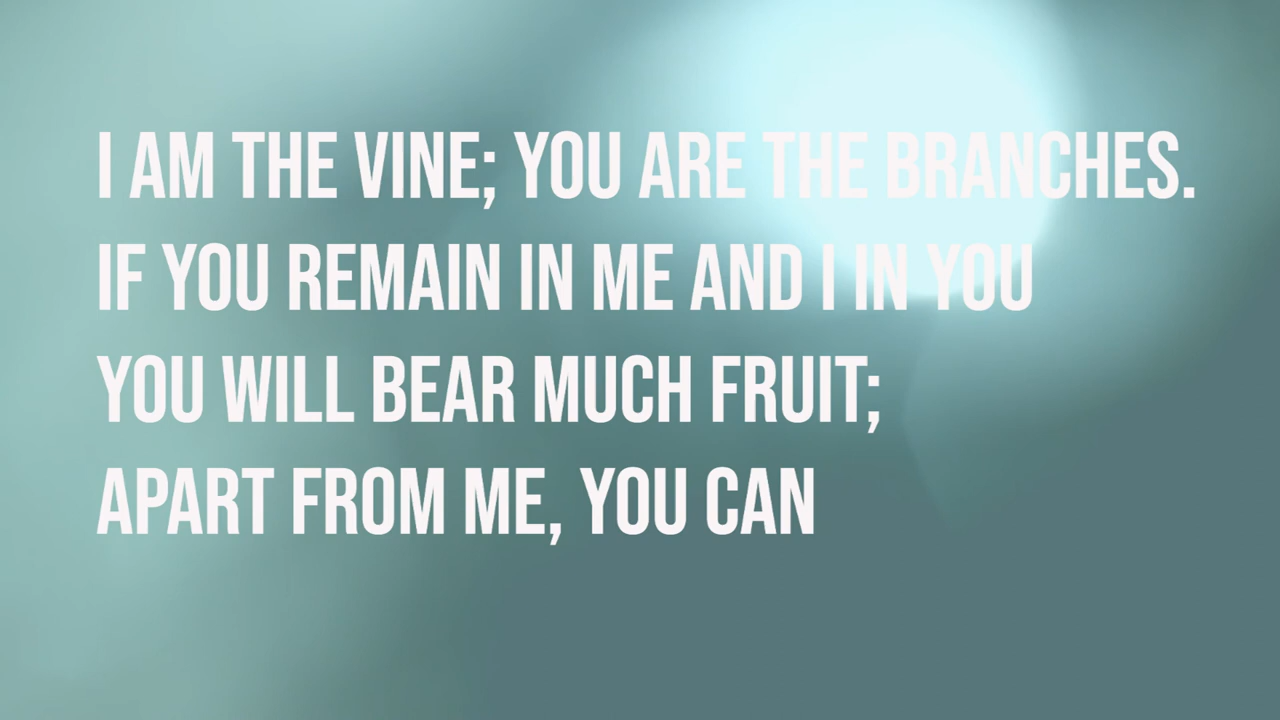 I AM THE VINE; YOU ARE THE BRANCHES.
IF YOU REMAIN IN ME AND I IN YOU
YOU WILL BEAR MUCH FRUIT;
APART FROM ME, YOU CAN